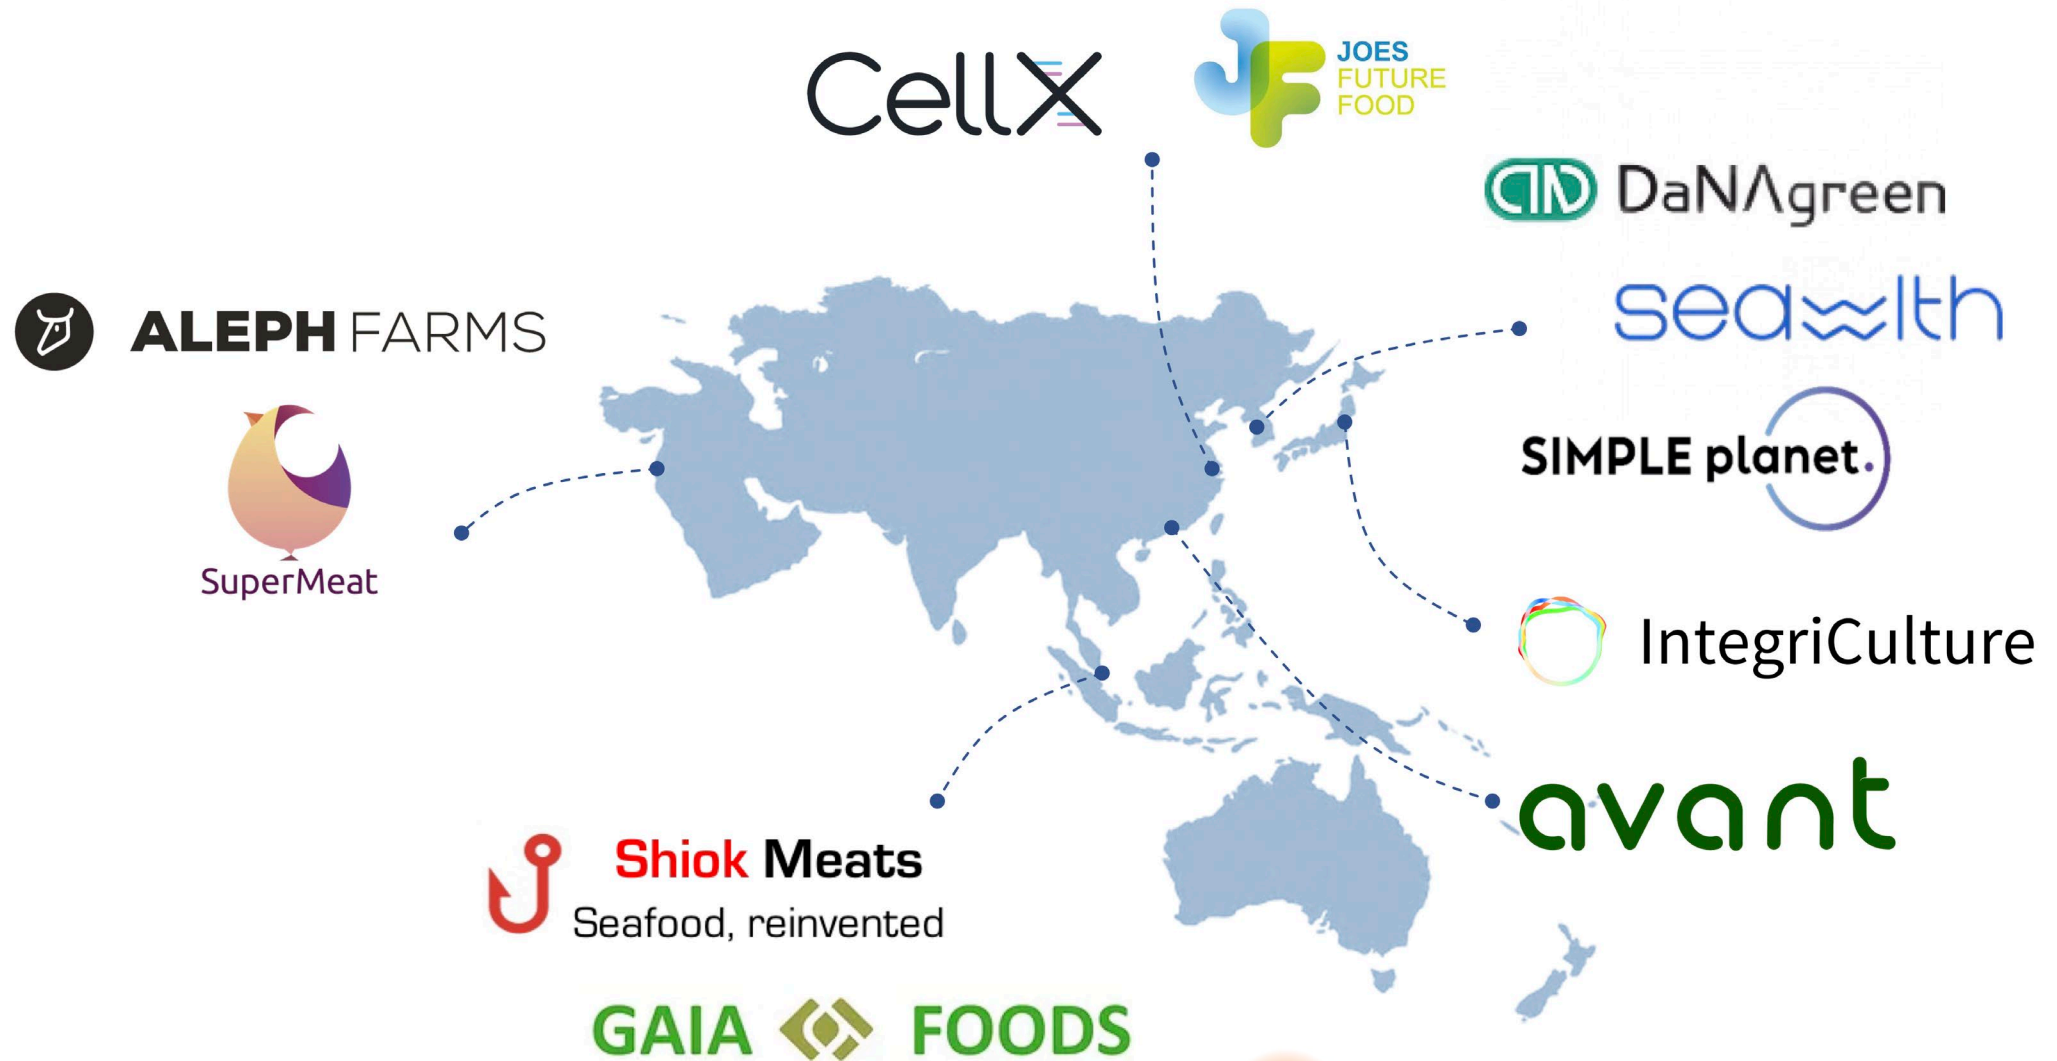 CellX
JOES
FUTURE
FOOD
DaNAgreen
seawith
ALEPH FARMS
SIMPLE planet.
SuperMeat
IntegriCulture
avant
Shiok Meats
Seafood, reinvented
GAIA FOODS